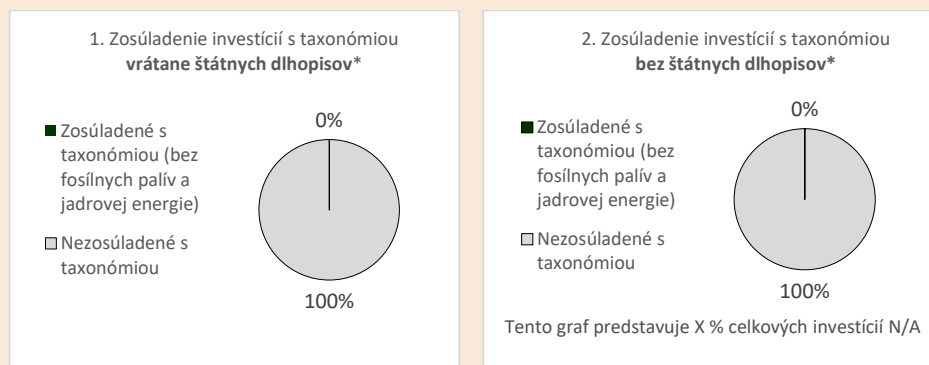 1. Zosúladenie investícií s taxonómiou
vrátane štátnych dlhopisov*
Zosúladené s
taxonómiou (bez
fosílnych palív a
jadrovej energie)
Nezosúladené s
taxonómiou
0%
100%
2. Zosúladenie investícií s taxonómiou
bez štátnych dlhopisov*
Zosúladené s
taxonómiou (bez
fosílnych palív a
jadrovej energie)
Nezosúladené s
taxonómiou
0%
100%
Tento graf predstavuje X % celkových investícií N/A